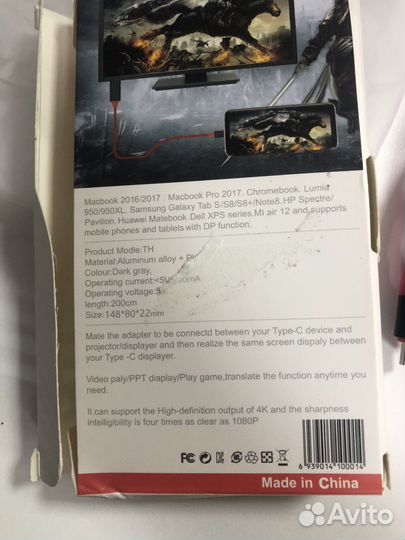 Macbook 2016/2017 . Macbook Pro 2017. Chromebook. Lumia
950/950XL. Samsung Galaxy Tab S/S8/S8+/Note8.HP Spectre/
Pavilion. Huawei Matebook.Dell XPS series.MI air 12 and supports
mobile phones and tablets with DP function.
Product Modle:TH
Material:Aluminum alloy +
Colour:Dark gray,
Operating current:<5V
Operating voltage:5
length:200cm
Size:148*80*22mm
Mate the adapter to be connectd between your Type-C device and
projector/displayer and then realize the same screen dispaly between your
Type -C displayer.
Video paly/PPT diaplay/Play game,translate the function anytime you
need.
It can support the High-definition output of 4K and the sharpness
intelligibility is four times as clear as 1080P
6 939014 100014
Made in China
Avito